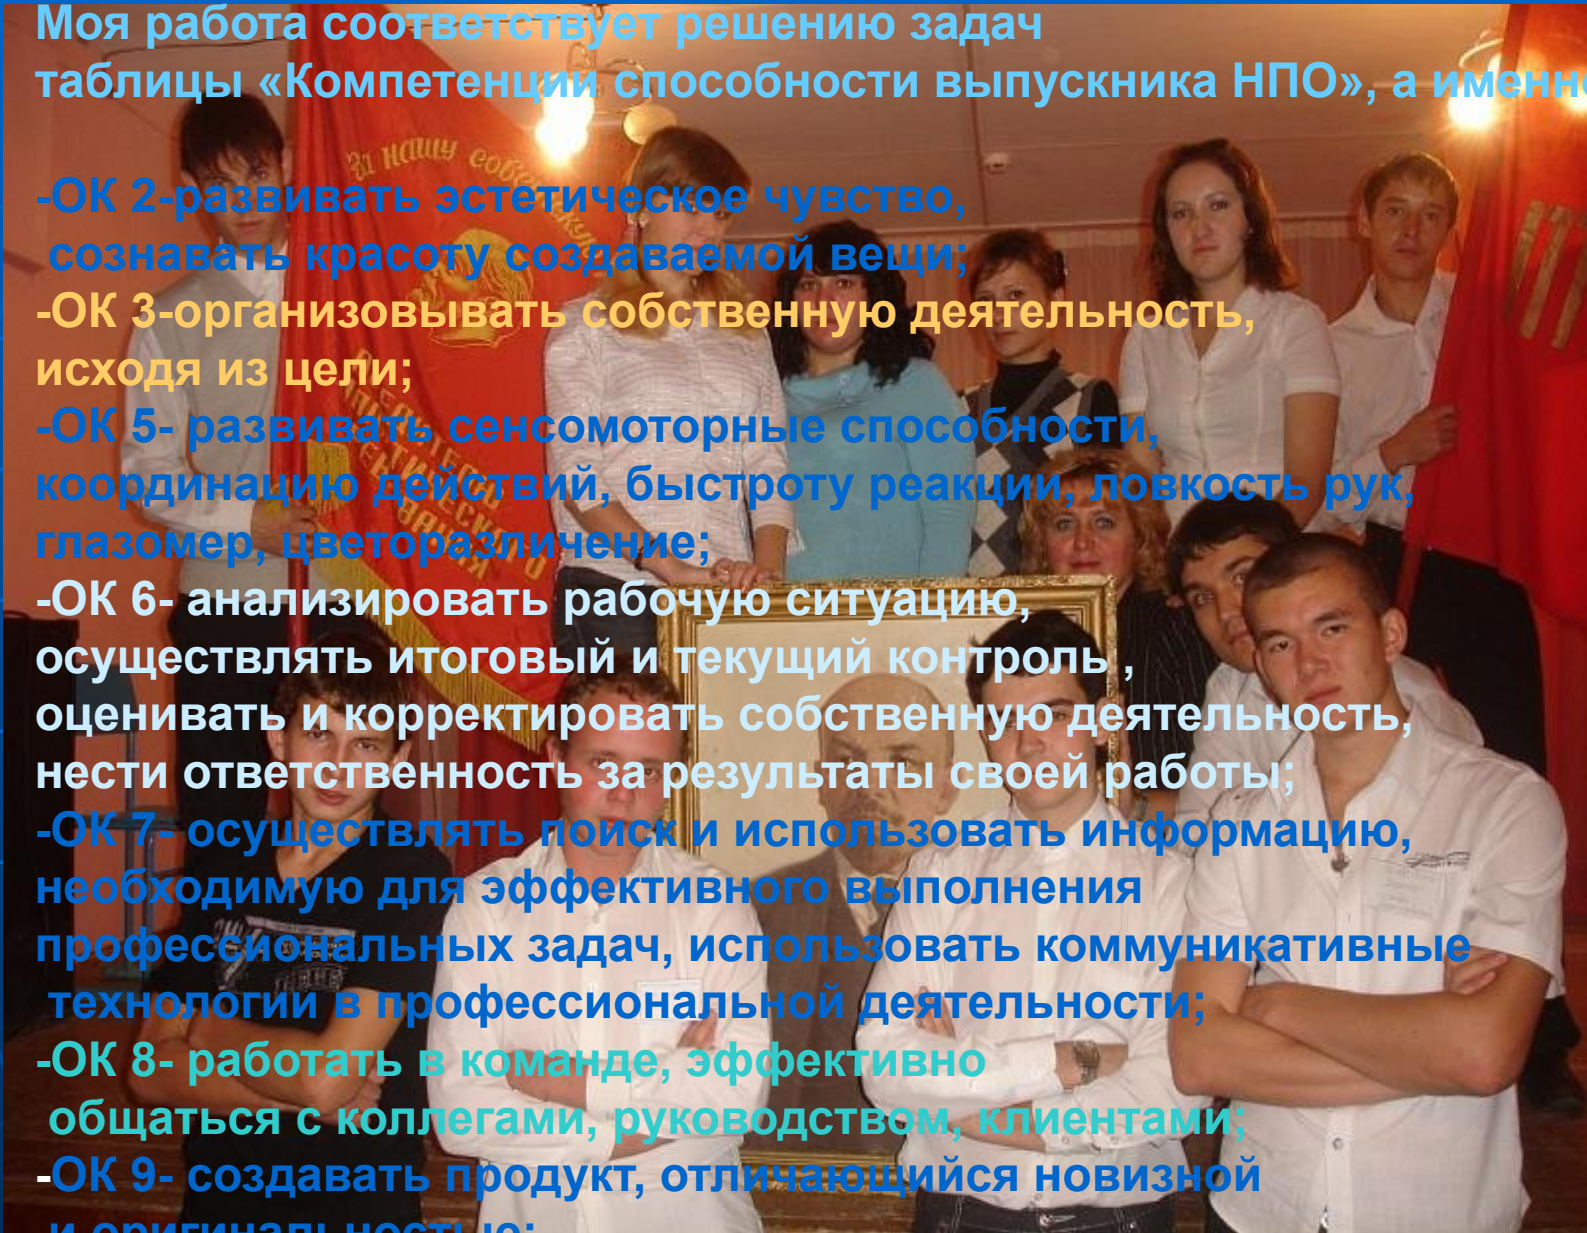 Моя работа соответствует решению задач
таблицы «Компетенции способности выпускника НПО», а именно
-ОК 2-развивать эстетическое чувство,
сознавать красоту создаваемой вещи;
-ОК 3-организовывать собственную деятельность,
исходя из цели;
-ОК 5- развивать сенсомоторные способности,
координацию действий, быстроту реакции, ловкость рук,
глазомер, цветоразличение;
-ОК 6- анализировать рабочую ситуацию,
осуществлять итоговый и текущий контроль ,
оценивать и корректировать собственную деятельность,
нести ответственность за результаты своей работы;
-ОК 7- осуществлять поиск и использовать информацию,
необходимую для эффективного выполнения
профессиональных задач, использовать коммуникативные
технологии в профессиональной деятельности;
-ОК 8- работать в команде, эффективно
общаться с коллегами, руководством, клиентами;
-ОК 9- создавать продукт, отличающийся новизной
и оригинальностью;
За нашу